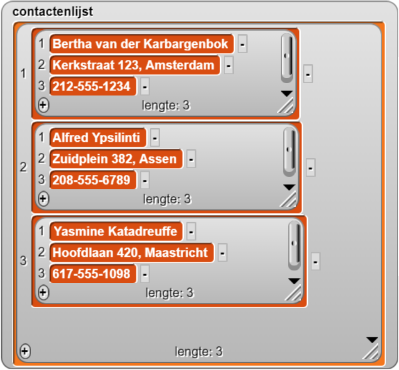 contactenlijst
1 Bertha van der Karbargenbok -
2 Kerkstraat 123, Amsterdam -
1 -
3 212-555-1234 -
+ lengte: 3
1 Alfred Ypsilinti -
2 Zuidplein 382, Assen -
2 -
3 208-555-6789 -
+ lengte: 3
1 Yasmine Katadreuffe -
2 Hoofdlaan 420, Maastricht -
3 -
3 617-555-1098 -
+ lengte: 3
+ lengte: 3